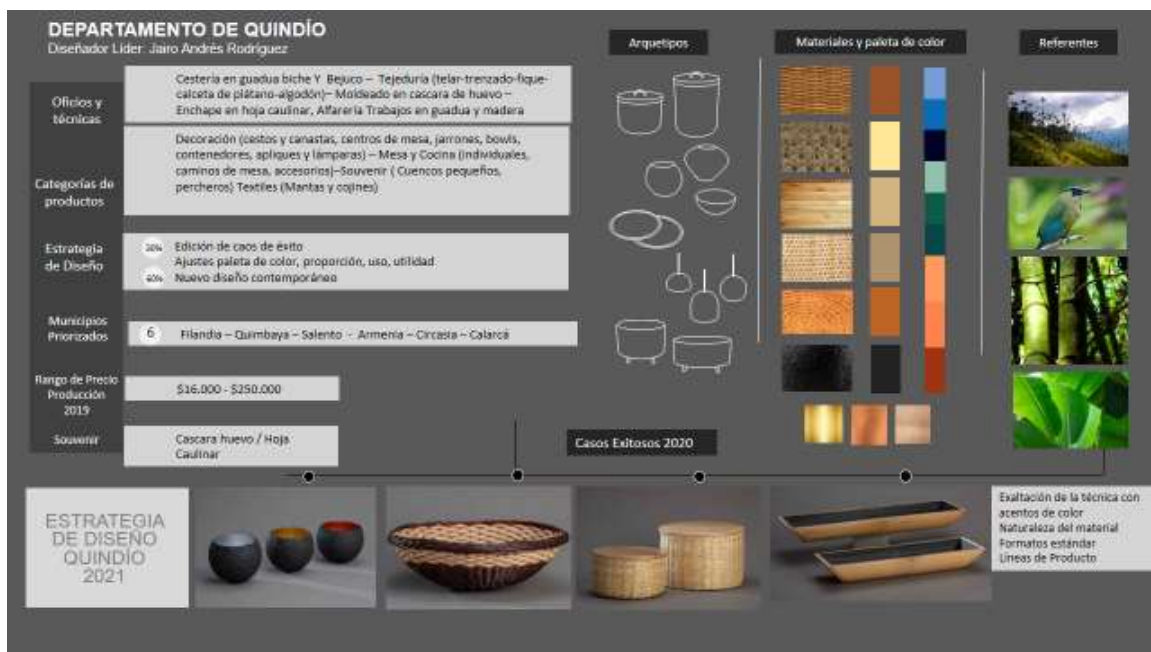 DEPARTAMENTO DE QUINDÍO
Diseñador Líder: Jairo Andrés Rodríguez
Oficios y
técnicas
Cestería en guadua biche Y Bejuco – Tejeduría (telar-trenzado-fique-
calceta de plátano-algodón)– Moldeado en cascara de huevo –
Enchape en hoja caulinar, Alfarería Trabajos en guadua y madera
Categorías de
productos
Decoración (cestos y canastas, centros de mesa, jarrones, bowls,
contenedores, apliques y lámparas) – Mesa y Cocina (individuales,
caminos de mesa, accesorios)–Souvenir ( Cuencos pequeños,
percheros) Textiles (Mantas y cojines)
Estrategia
de Diseño
Edición de caos de éxito
Ajustes paleta de color, proporción, uso, utilidad
60% Nuevo diseño contemporáneo
Municipios
Priorizados
6 Filandia – Quimbaya – Salento - Armenia – Circasia – Calarcá
Rango de Precio
Producción
2019
$16.000 - $250.000
Souvenir
Cascara huevo / Hoja
Caulinar
Arquetipos
Materiales y paleta de color
Referentes
Casos Exitosos 2020
ESTRATEGIA
DE DISEÑO
QUINDÍO
2021
Exaltación de la técnica con
acentos de color
Naturaleza del material
Formatos estándar
Líneas de Producto